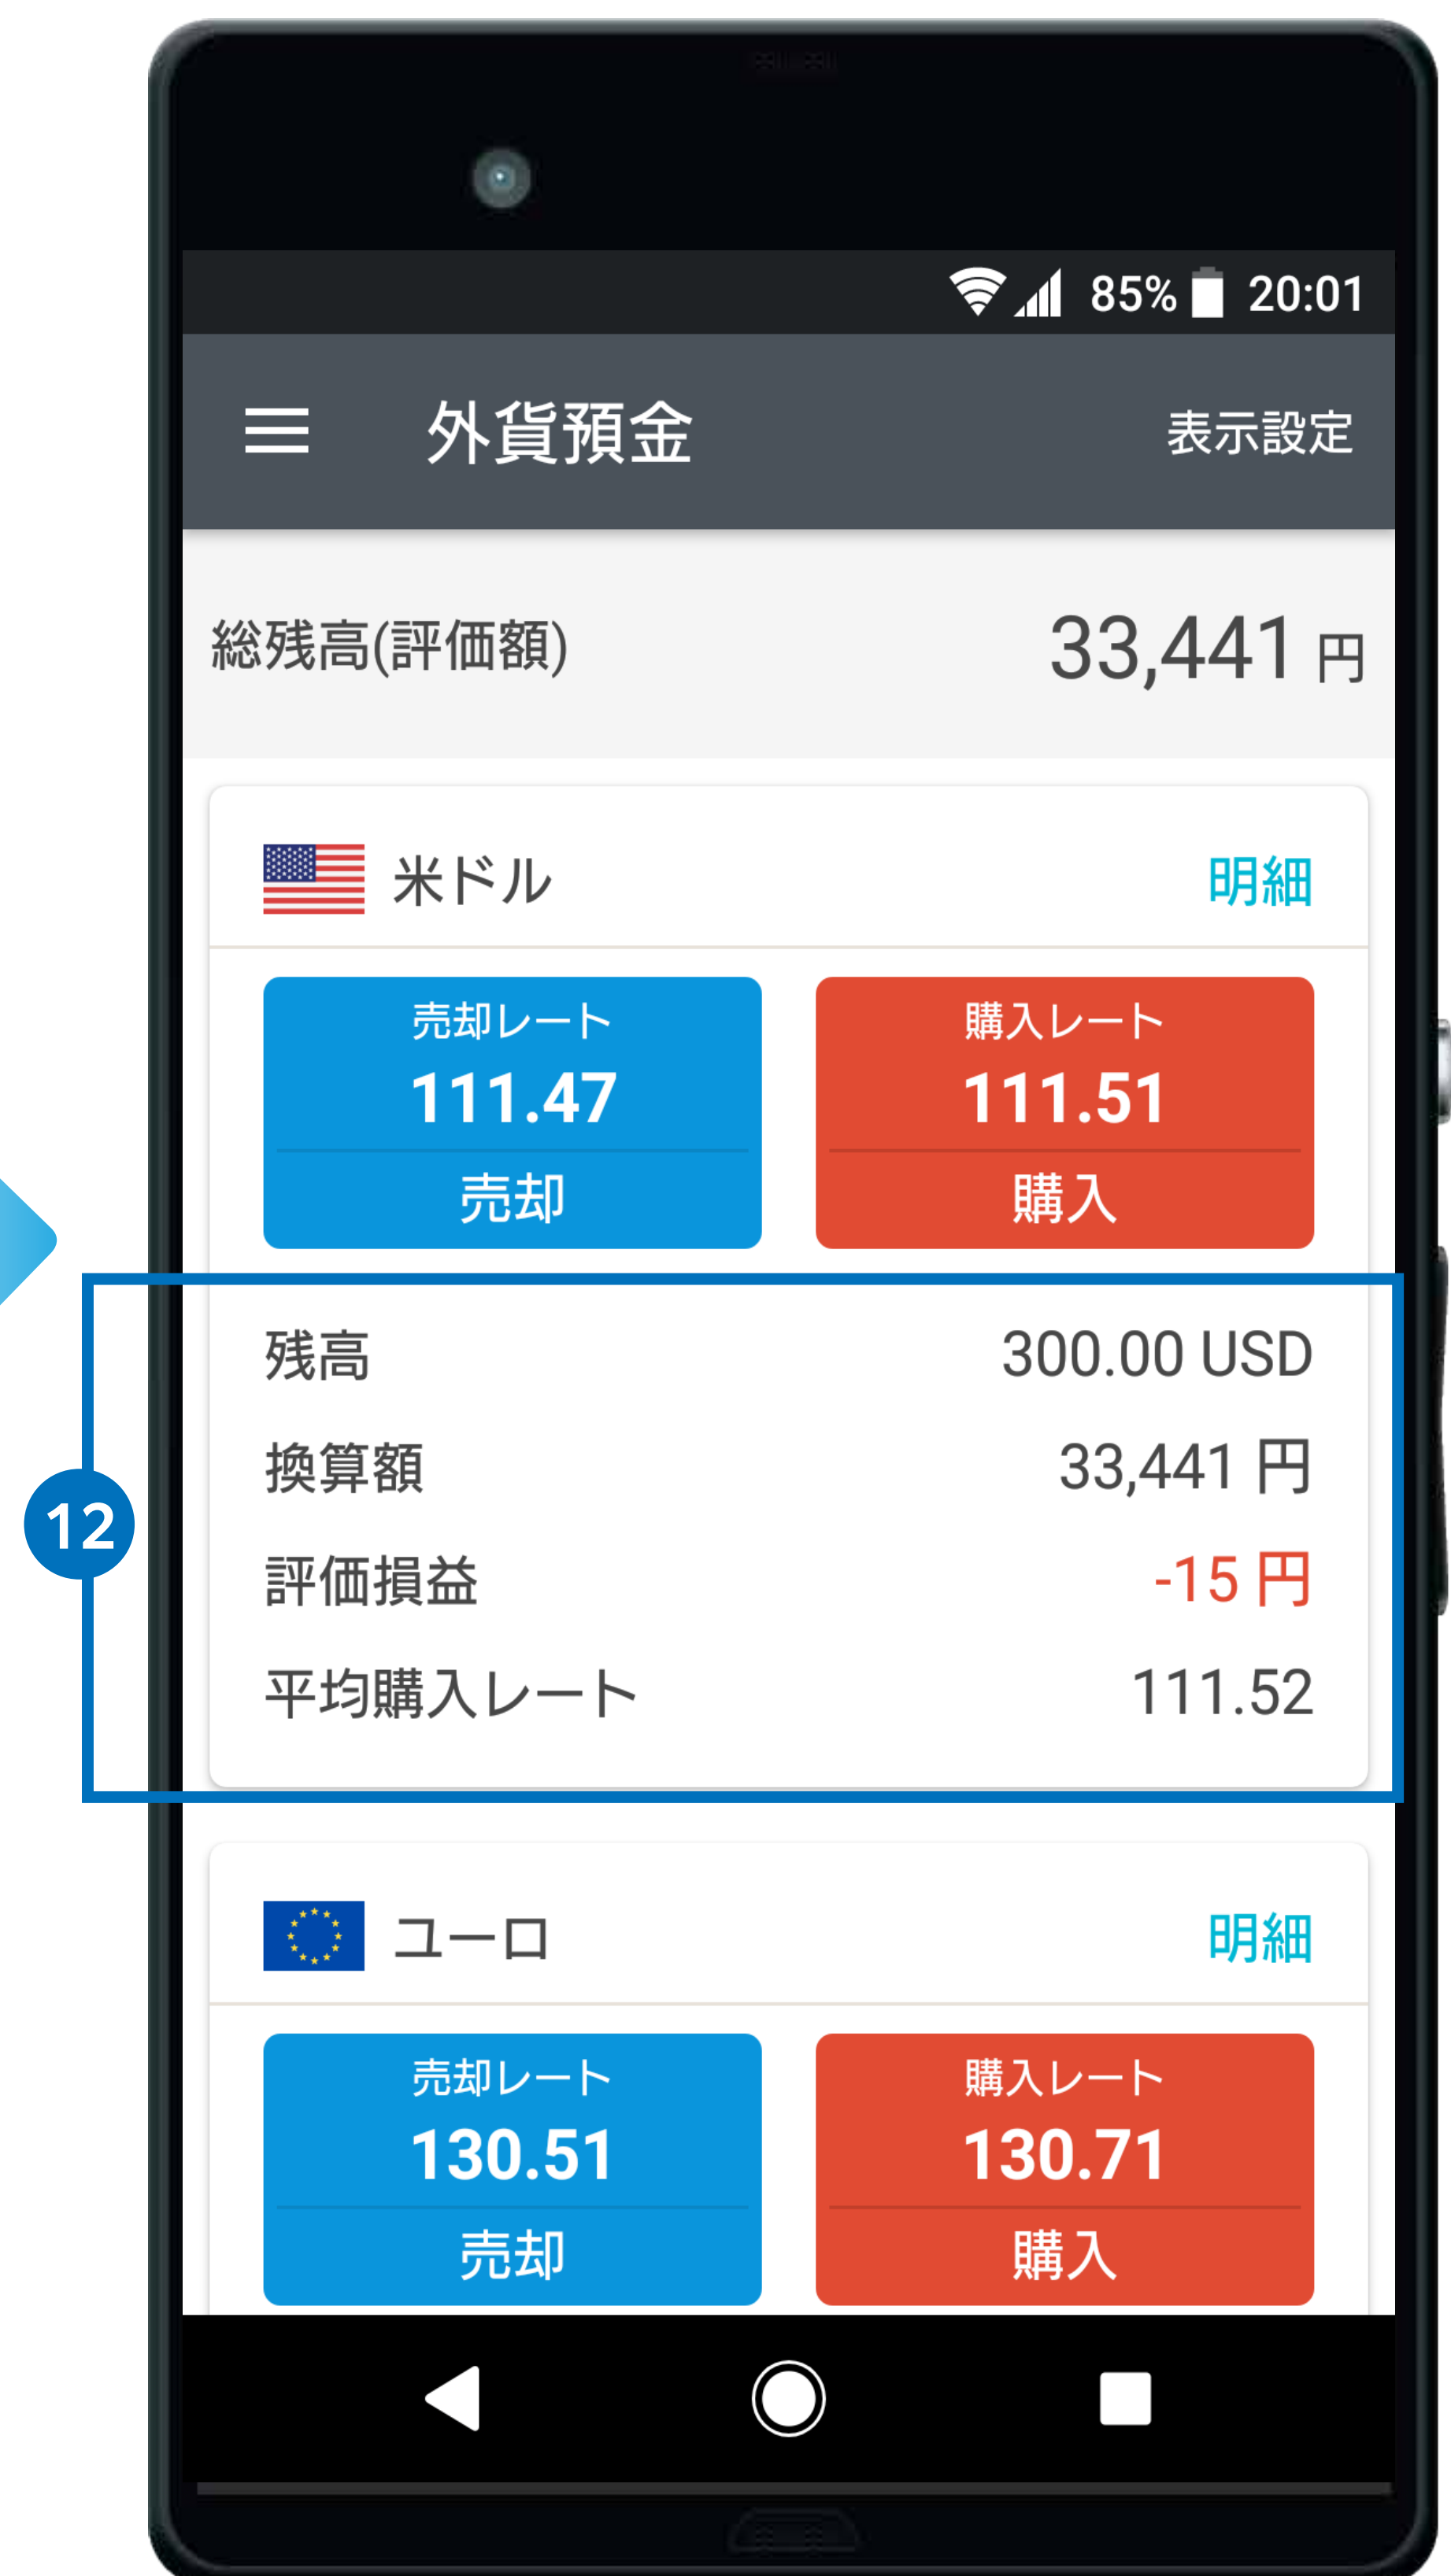 85% 20:01
外貨預金 表示設定
総残高(評価額) 33,441 円
米ドル 明細
売却レート 購入レート
111.47 111.51
売却 購入
残高 300.00 USD
換算額 33,441 円
12
評価損益 -15 円
平均購入レート 111.52
ユーロ 明細
売却レート 購入レート
130.51 130.71
売却 購入